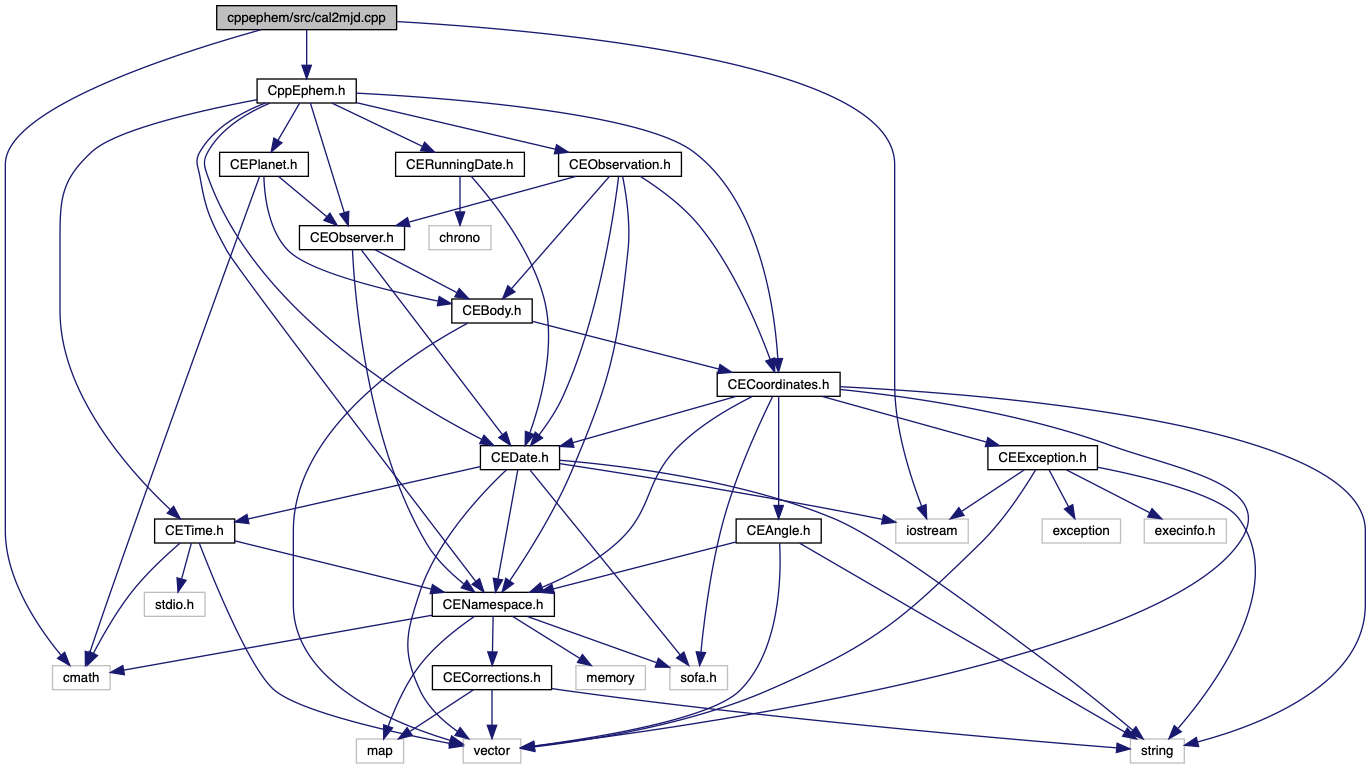 cppephem/src/cal2mjd.cpp
CppEphem.h
CEPlanet.h
CERunningDate.h
CEObservation.h
CEObserver.h
chrono
CEBody.h
CECoordinates.h
CEDate.h
CEException.h
CETime.h
CEAngle.h
iostream
exception
execinfo.h
stdio.h
CENamespace.h
cmath
CECorrections.h
memory
sofa.h
map
vector
string